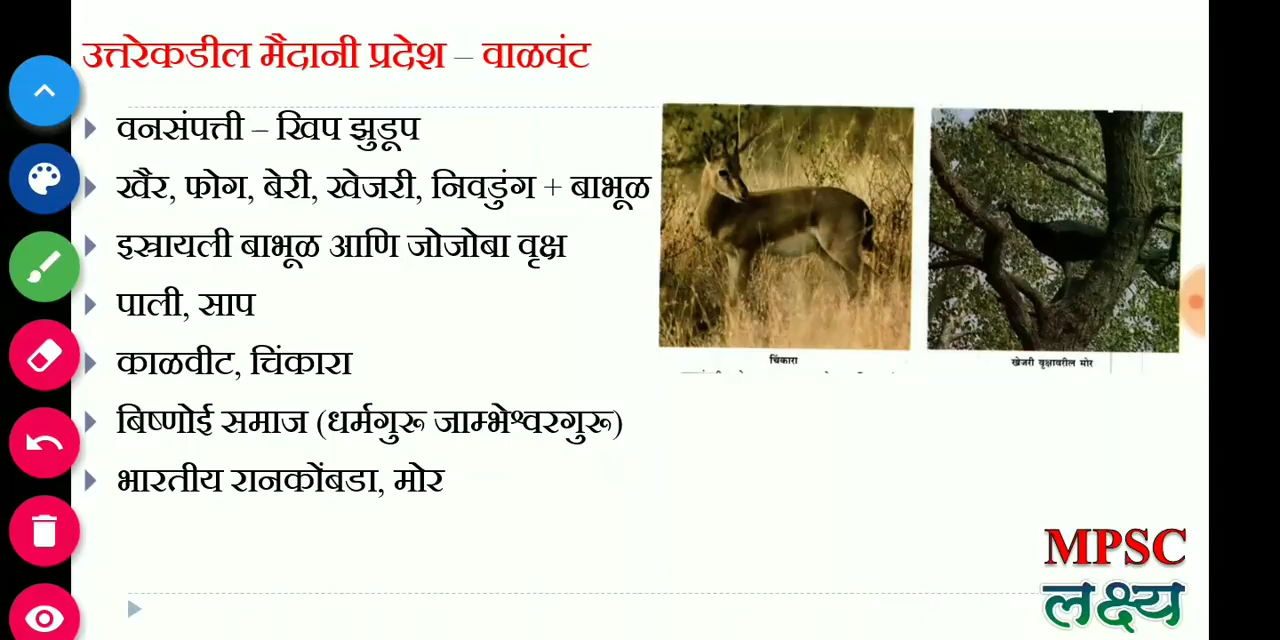 उत्तरेकडील मैदानी प्रदेश – वाळवंट
वनसंपत्ती – खिप झुडूप
खैर, फोग, बेरी, खेजरी, निवडुंग + बाभूळ
इस्रायली बाभूळ आणि जोजोबा वृक्ष
पाली, साप
काळवीट, चिंकारा
बिष्णोई समाज (धर्मगुरू जाम्भेश्वरगुरू)
भारतीय रानकोंबडा, मोर
चिंकारा
खेजरी वृक्षावरील मोर
MPSC
लक्ष्य